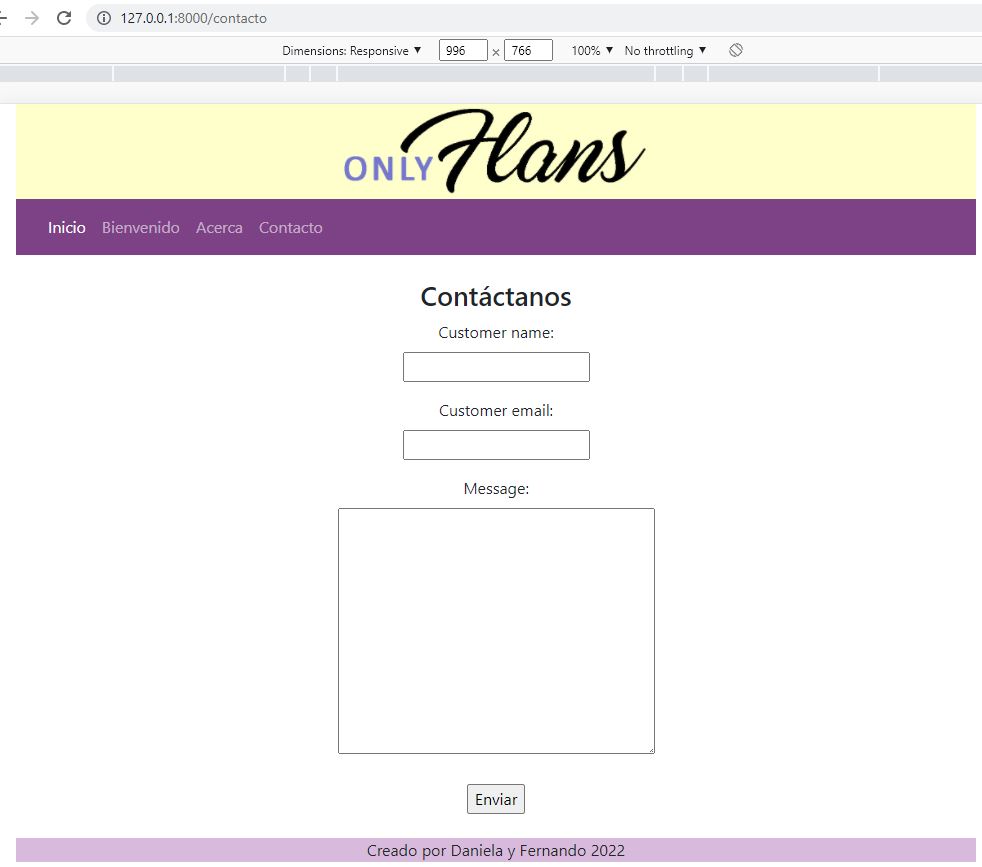 127.0.0.1:8000/contacto
Dimensions: Responsive ▼ 996 × 766 100% ▼ No throttling ▼
ONLY Flans
Inicio Bienvenido Acerca Contacto
Contáctanos
Customer name:
Customer email:
Message:
Enviar
Creado por Daniela y Fernando 2022